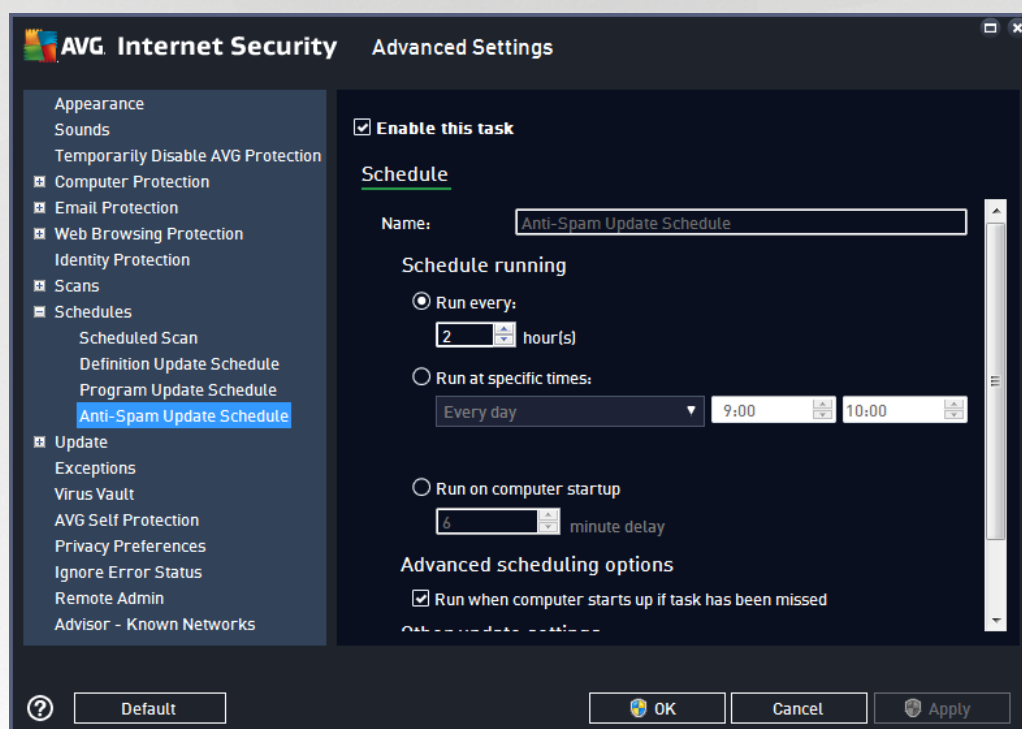 AVG. Internet Security Advanced Settings
Appearance
Sounds
Temporarily Disable AVG Protection
Computer Protection
Email Protection
Web Browsing Protection
Identity Protection
Scans
Schedules
Scheduled Scan
Definition Update Schedule
Program Update Schedule
Anti-Spam Update Schedule
Update
Exceptions
Virus Vault
AVG Self Protection
Privacy Preferences
Ignore Error Status
Remote Admin
Advisor - Known Networks
Enable this task
Schedule
Name: Anti-Spam Update Schedule
Schedule running
Run every:
2 hour(s)
Run at specific times:
Every day 9:00 10:00
Run on computer startup
6 minute delay
Advanced scheduling options
Run when computer starts up if task has been missed
Other update settings
? Default OK Cancel Apply